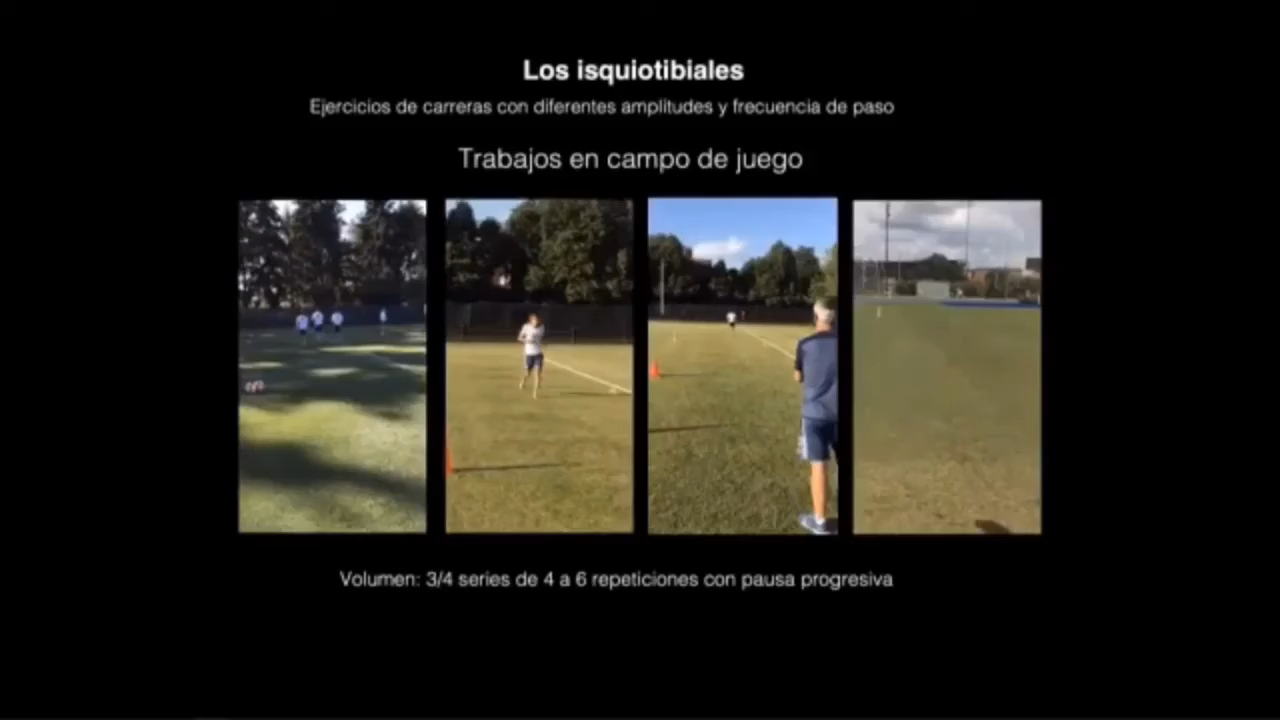 Los isquiotibiales
Ejercicios de carreras con diferentes amplitudes y frecuencia de paso
Trabajos en campo de juego
Volumen: 3/4 series de 4 a 6 repeticiones con pausa progresiva